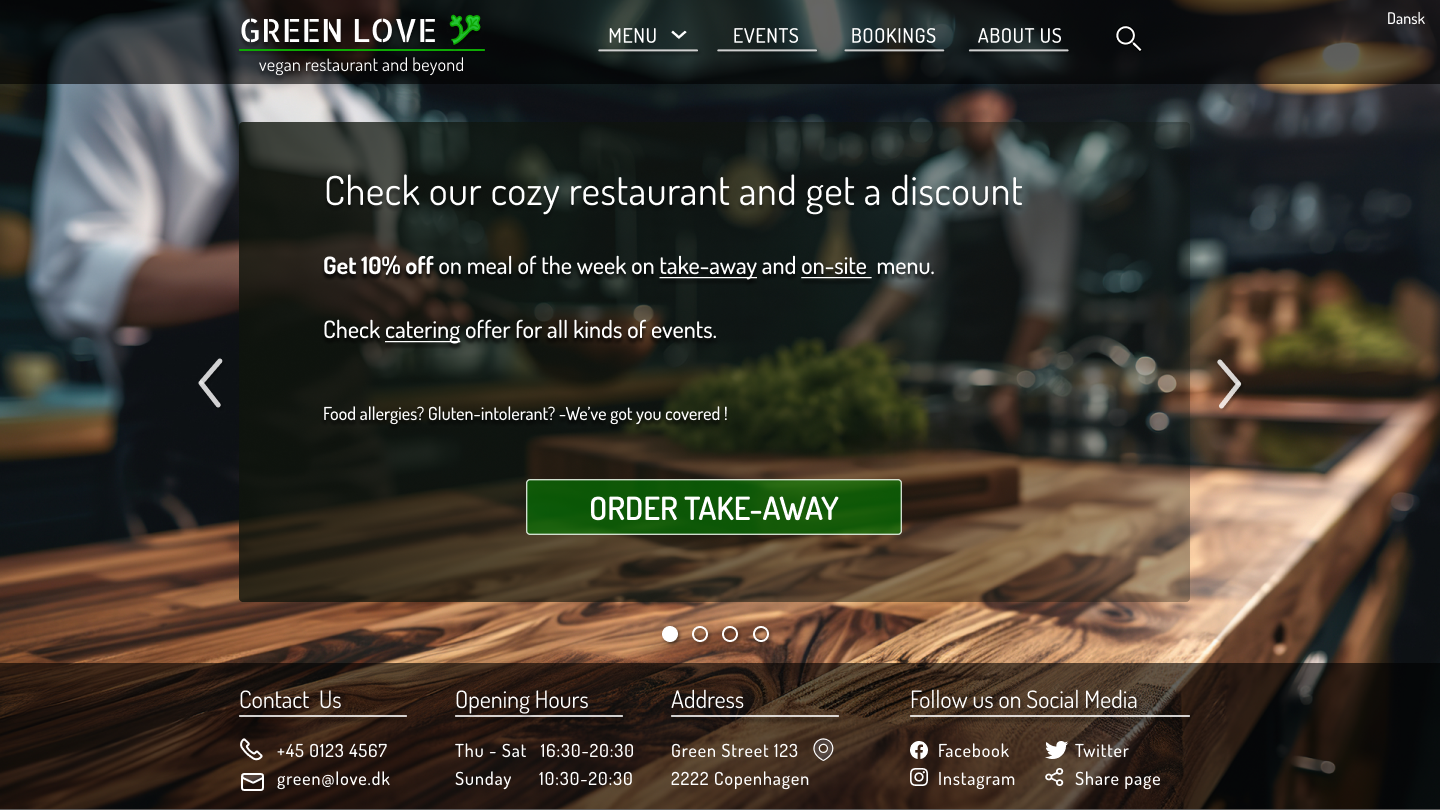 GREEN LOVE
vegan restaurant and beyond
MENU
EVENTS
BOOKINGS
ABOUT US
Dansk
Check our cozy restaurant and get a discount
Get 10% off on meal of the week on take-away and on-site menu.
Check catering offer for all kinds of events.
Food allergies? Gluten-intolerant? -We've got you covered !
ORDER TAKE-AWAY
Contact Us
+45 0123 4567
green@love.dk
Opening Hours
Thu - Sat 16:30-20:30
Sunday 10:30-20:30
Address
Green Street 123
2222 Copenhagen
Follow us on Social Media
Facebook
Twitter
Instagram
Share page